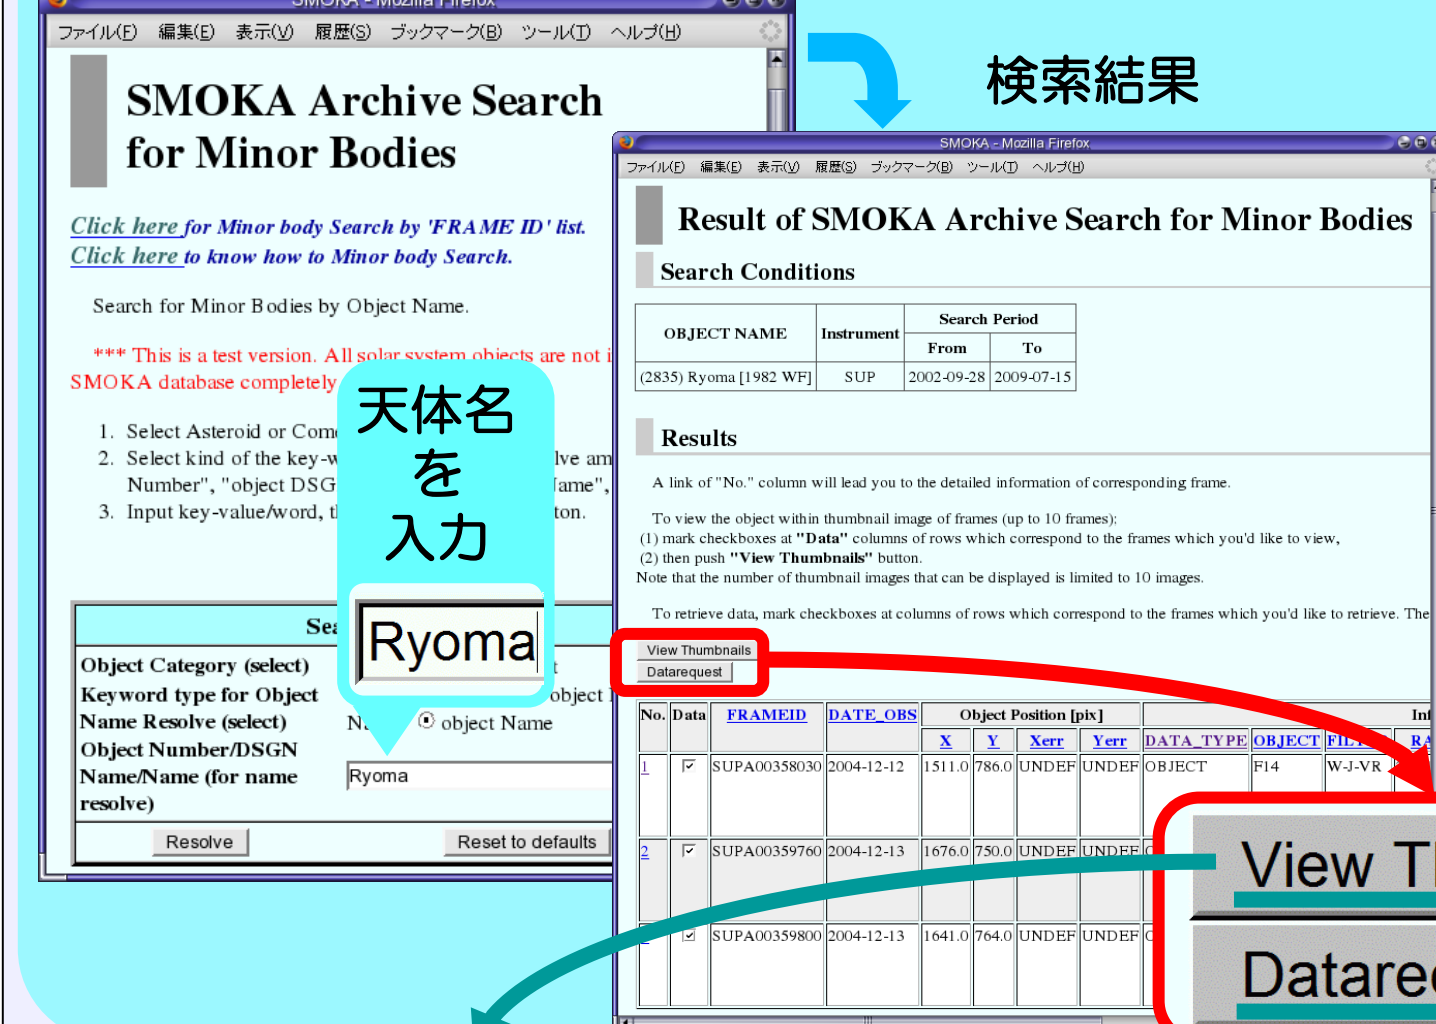 SMOKA - Mozilla Firefox
ファイル(F) 編集(E) 表示(V) 履歴(S) ブックマーク(B) ツール(T) ヘルプ(H)
SMOKA Archive Search
for Minor Bodies
Click here for Minor body Search by 'FRAME ID' list.
Click here to know how to Minor body Search.
Search for Minor Bodies by Object Name.
*** This is a test version. All solar system objects are not
SMOKA database completely
1. Select Asteroid or
2. Select kind of the
Number", "object
3. Input key-value/word,
天体名
を
入力
Ryoma
Object Category (select)
Keyword type for Object
Name Resolve (select)
object
object Name
Object Number/DSGN
Name/Name (for name
resolve)
Ryoma
Resolve Reset to defaults
検索結果
SMOKA - Mozilla Firefox
ファイル(F) 編集(E) 表示(V) 履歴(S) ブックマーク(B) ツール(T) ヘルプ(H)
Result of SMOKA Archive Search for Minor Bodies
Search Conditions
OBJECT NAME Instrument Search Period
From To
(2835) Ryoma [1982 WF] SUP 2002-09-28 2009-07-15
Results
A link of "No." column will lead you to the detailed information of corresponding frame.
To view the object within thumbnail image of frames (up to 10 frames):
(1) mark checkboxes at "Data" columns of rows which correspond to the frames which you'd like to view,
(2) then push "View Thumbnails" button.
Note that the number of thumbnail images that can be displayed is limited to 10 images.
To retrieve data, mark checkboxes at columns of rows which correspond to the frames which you'd like to retrieve. The
View Thumbnails
Datarequest
No. Data FRAMEID DATE_OBS Object Position [pix]
X Y Xerr Yerr DATA_TYPE OBJECT
1 SUPA00358030 2004-12-12 1511.0 786.0 UNDEF UNDEF OBJECT F14 W-J-VR
2 SUPA00359760 2004-12-13 1676.0 750.0 UNDEF UNDEF
SUPA00359800 2004-12-13 1641.0 764.0 UNDEF UNDEF
View